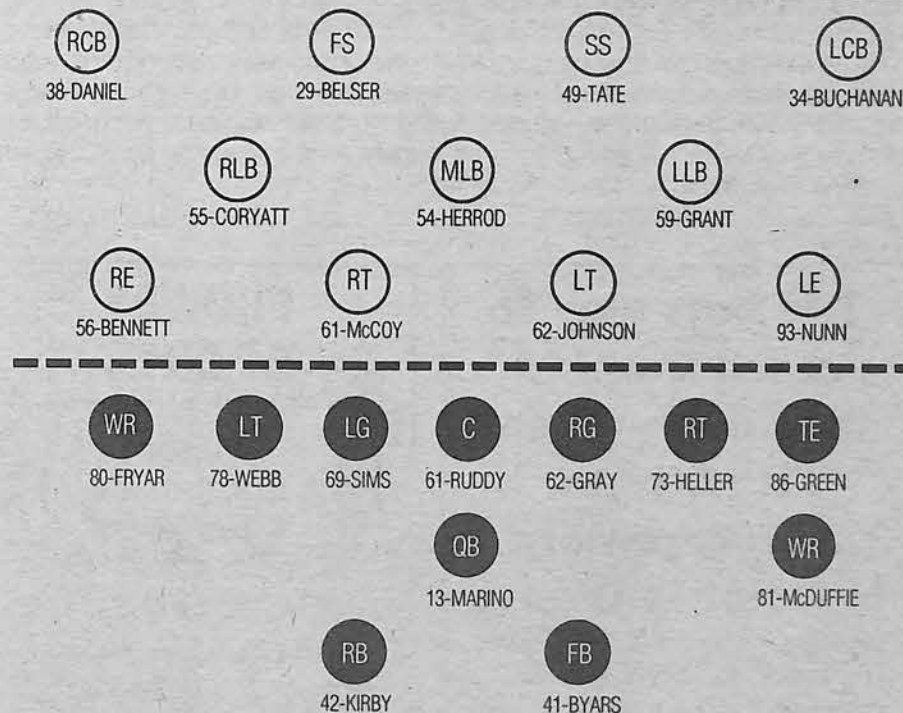 RCB FS SS LCB
38-DANIEL 29-BELSER 49-TATE 34-BUCHANAN
RLB MLB LLB
55-CORYATT 54-HERROD 59-GRANT
RE RT LT LE
56-BENNETT 61-McCOY 62-JOHNSON 93-NUNN
WR LT LG C RG RT TE
80-FRYAR 78-WEBB 69-SIMS 61-RUDDY 62-GRAY 73-HELLER 86-GREEN
QB WR
13-MARINO 81-McDUFFIE
RB FB
42-KIRBY 41-BYARS